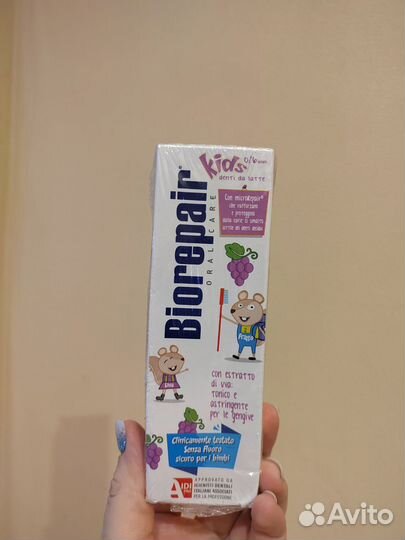 Kids 0/6 anni
denti da latte
Biorepair®
ORAL CARE
Con microRepair®
che rafforzano
e proteggono
dalla carie lo smalto
sottile dei denti decidui
Pronto
con estratto
di uva:
tonico e
astringente
per le gengive
Clinicamente testato
Senza Fluoro
sicuro per i bimbi
AIDI
APPROVATO DA
IGIENISTI DENTALI
ITALIANI ASSOCIATI
PER LA PROFESSIONE
Avito